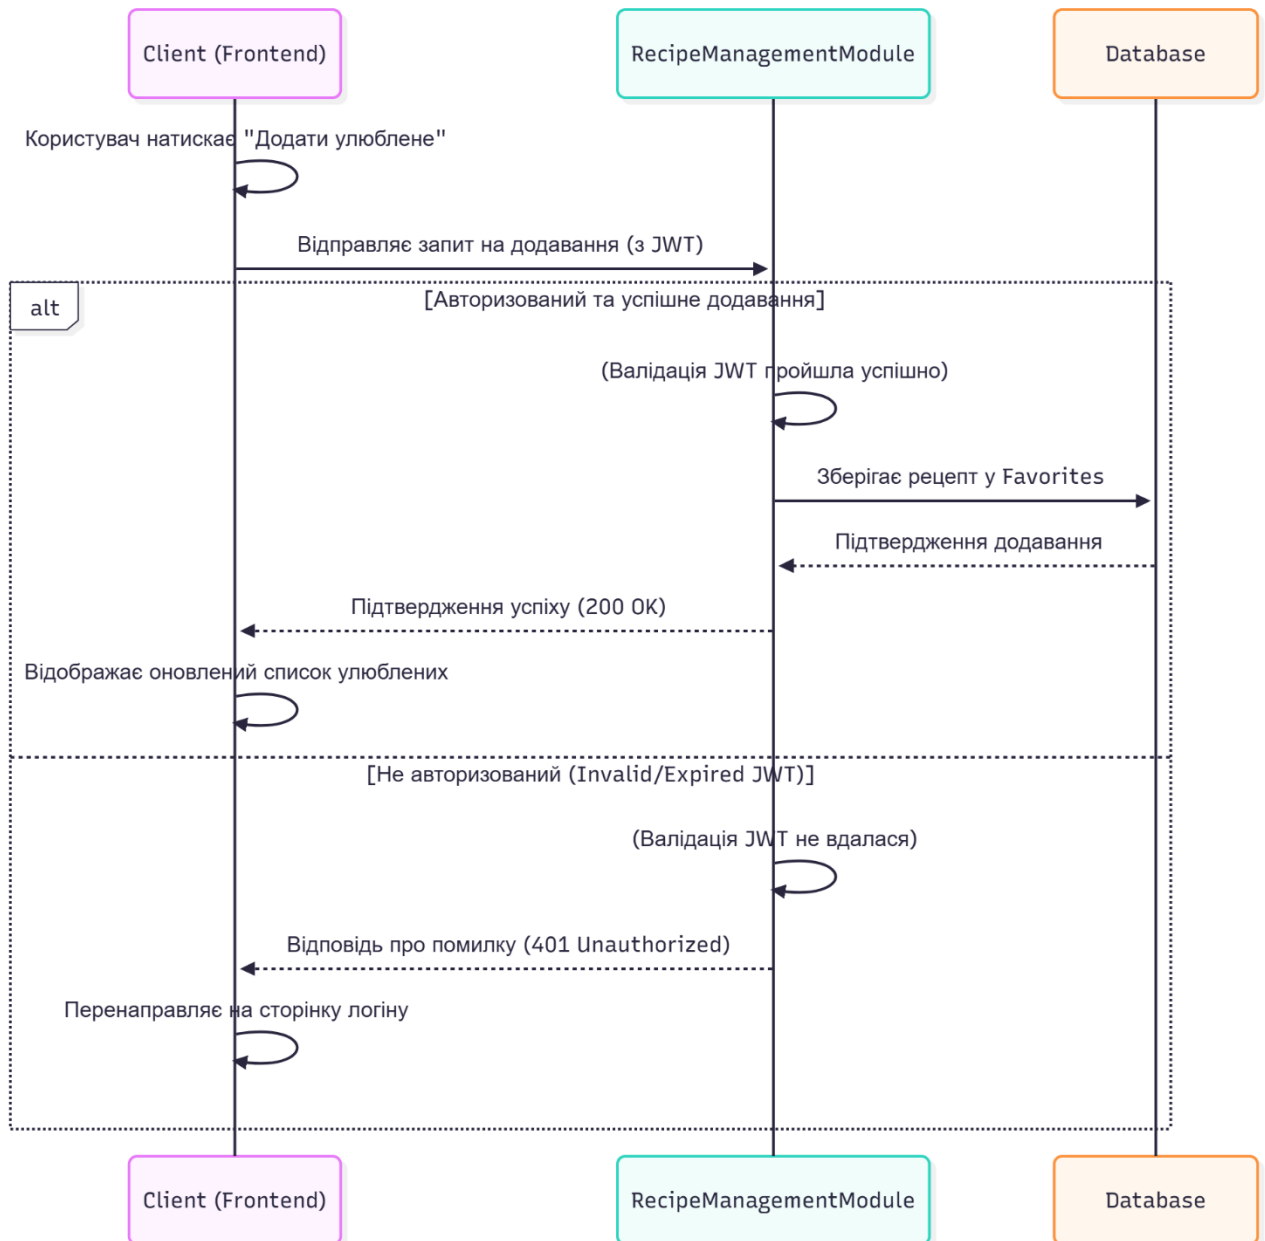 Client (Frontend)
RecipeManagementModule
Database
Користувач натискає "Додати улюблене"
Відправляє запит на додавання (з JWT)
alt
[Авторизований та успішне додавання]
(Валідація JWT пройшла успішно)
Зберігає рецепт у Favorites
Підтвердження додавання
Підтвердження успіху (200 OK)
Відображає оновлений список улюблених
[Не авторизований (Invalid/Expired JWT)]
(Валідація JWT не вдалася)
Відповідь про помилку (401 Unauthorized)
Перенаправляє на сторінку логіну
Client (Frontend)
RecipeManagementModule
Database